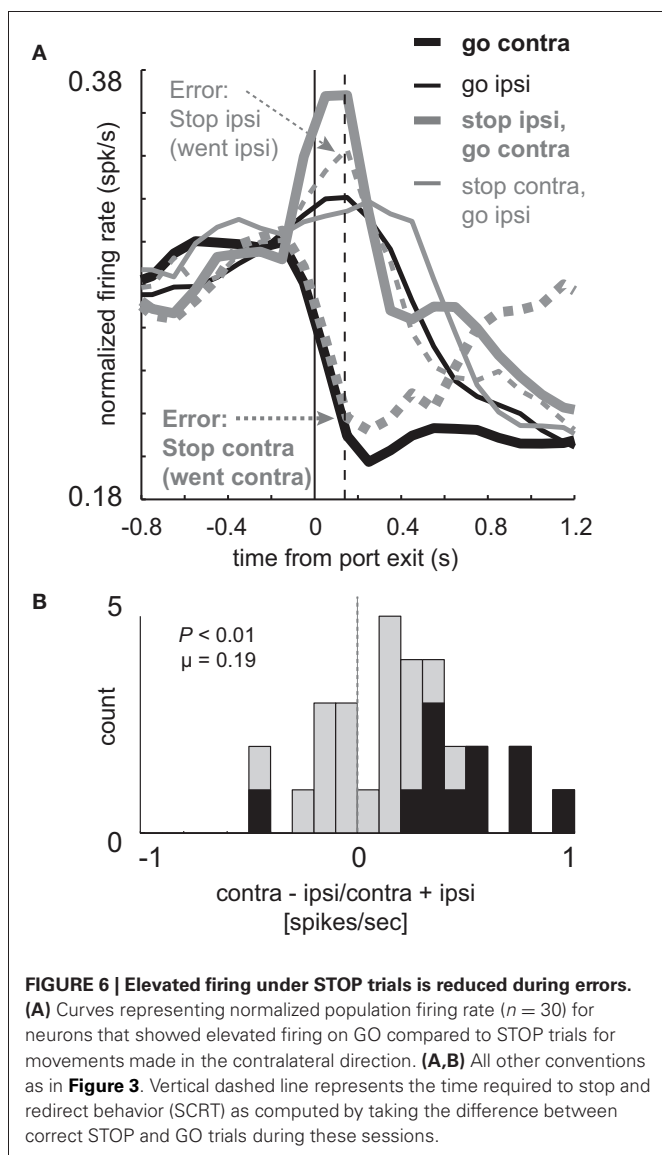 A
0.38
normalized firing rate (spk/s)
0.18
Error:
Stop ipsi
(went ipsi)
go contra
go ipsi
stop ipsi,
go contra
stop contra,
go ipsi
Error:
Stop contra
(went contra)
-0.8 -0.4 0 0.4 0.8 1.2
time from port exit (s)
B
5
P < 0.01
μ = 0.19
count
0
-1 0 1
contra - ipsi/contra + ipsi
[spikes/sec]
FIGURE 6 | Elevated firing under STOP trials is reduced during errors.
(A) Curves representing normalized population firing rate (n = 30) for
neurons that showed elevated firing on GO compared to STOP trials for
movements made in the contralateral direction. (A,B) All other conventions
as in Figure 3. Vertical dashed line represents the time required to stop and
redirect behavior (SCRT) as computed by taking the difference between
correct STOP and GO trials during these sessions.